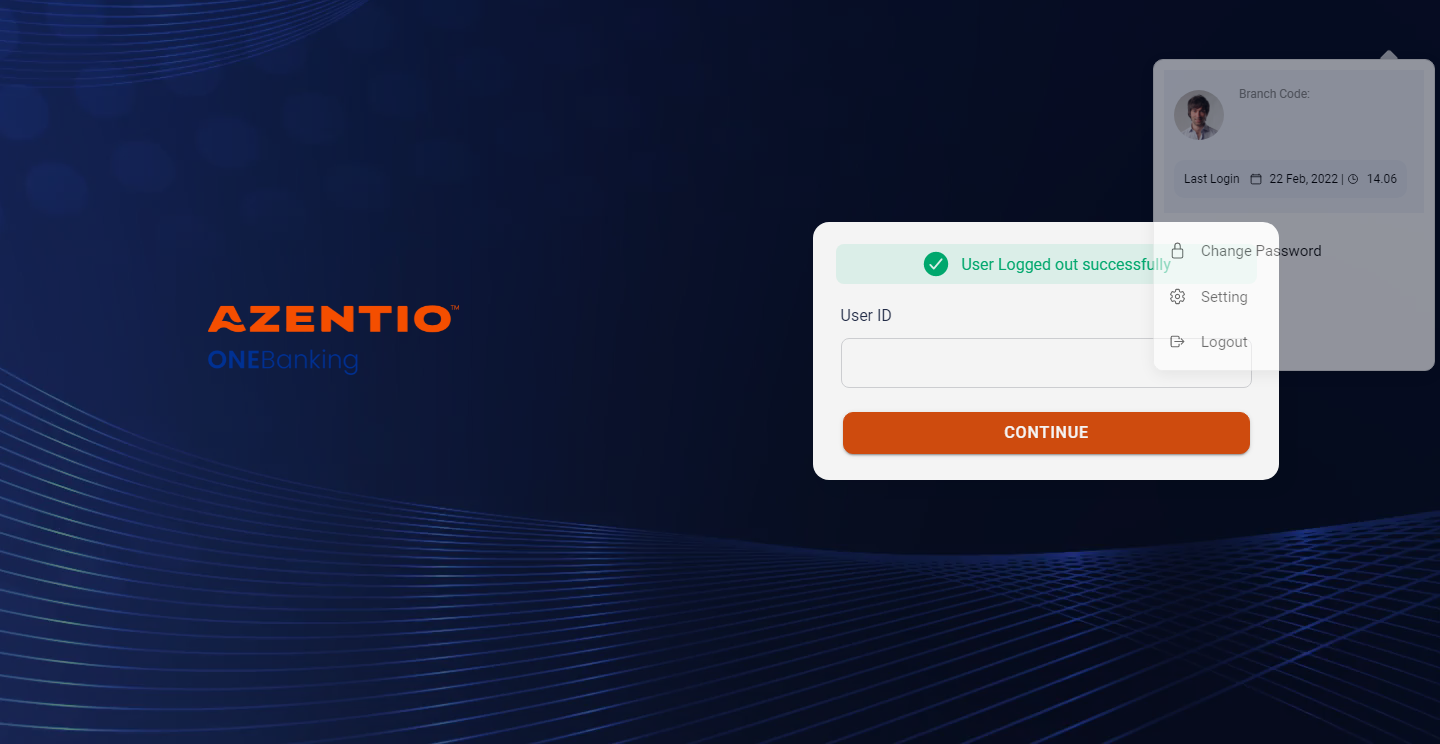 AZENTIO™
ONEBanking
Branch Code:
Last Login 22 Feb, 2022 | 14.06
Change Password
Setting
Logout
User Logged out successfully
User ID
CONTINUE